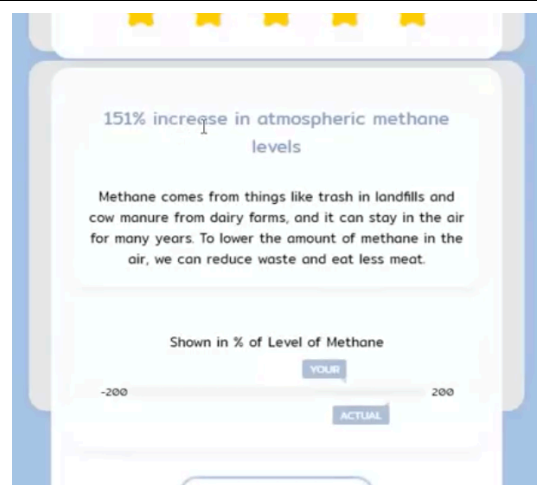 151% increase in atmospheric methane
levels
Methane comes from things like trash in landfills and
cow manure from dairy farms, and it can stay in the air
for many years. To lower the amount of methane in the
air, we can reduce waste and eat less meat.
Shown in % of Level of Methane
YOUR
-200 200
ACTUAL